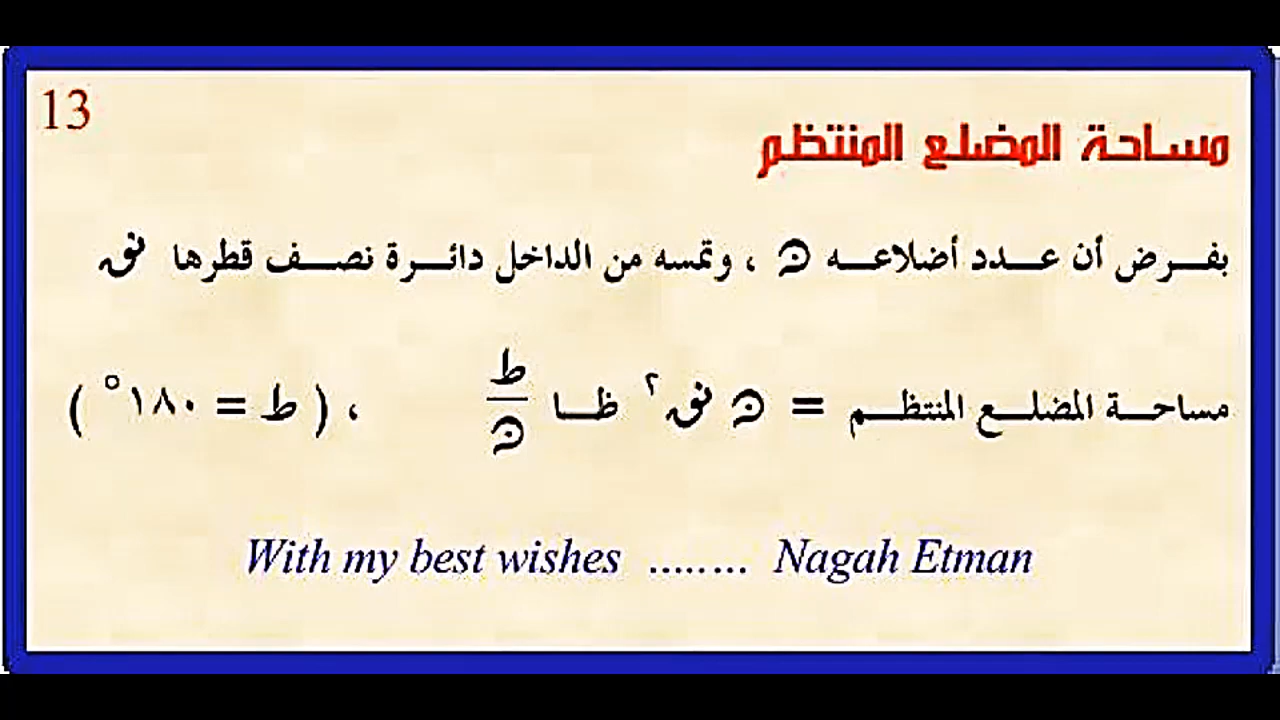 13
مساحة المضلع المنتظم
بفرض أن عدد أضلاعه ن ، وتمسه من الداخل دائرة نصف قطرها نق
مساحة المضلع المنتظم = ن نق٢ ظا ط/ن ، ( ط = ١٨٠° )
With my best wishes ........ Nagah Etman